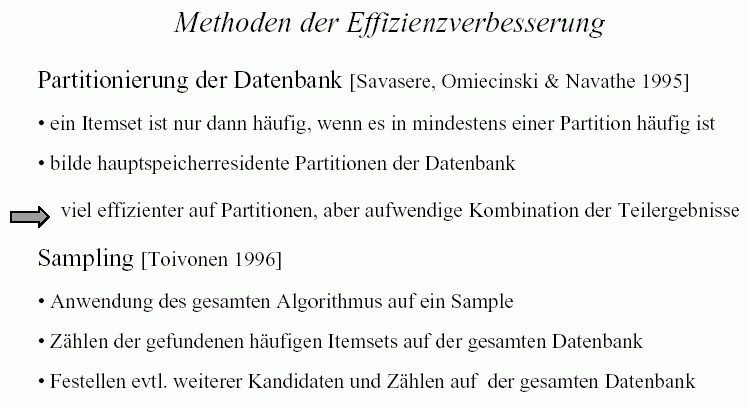 Methoden der Effizienzverbesserung
Partitionierung der Datenbank [Savasere, Omiecinski & Navathe 1995]
• ein Itemset ist nur dann häufig, wenn es in mindestens einer Partition häufig ist
• bilde hauptspeicherresidente Partitionen der Datenbank
viel effizienter auf Partitionen, aber aufwendige Kombination der Teilergebnisse
Sampling [Toivonen 1996]
• Anwendung des gesamten Algorithmus auf ein Sample
• Zählen der gefundenen häufigen Itemsets auf der gesamten Datenbank
• Festellen evtl. weiterer Kandidaten und Zählen auf der gesamten Datenbank